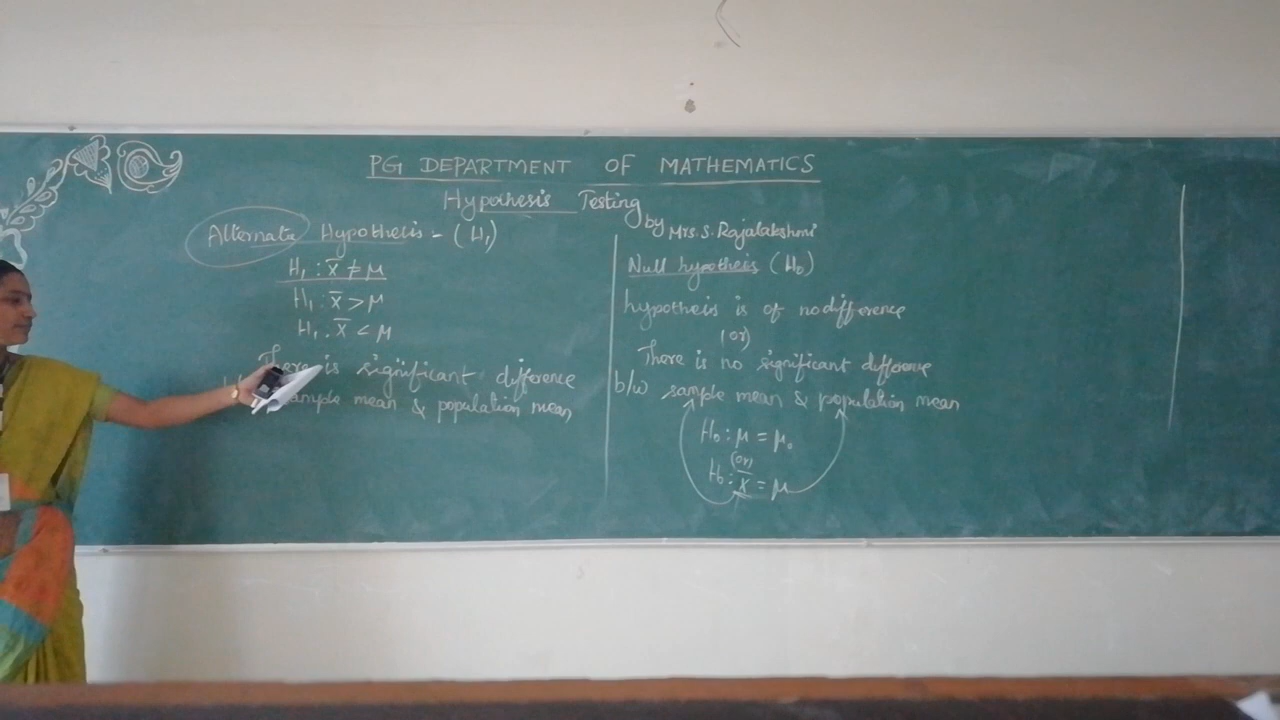 PG DEPARTMENT OF MATHEMATICS
Hypothesis Testing
by Mrs. S. Rajalakshmi
Alternate Hypothesis - (H₁)
H₁ : x̄ ≠ μ
H₁ : x̄ > μ
H₁ : x̄ < μ
There is significant difference
sample mean & population mean
Null hypothesis (H₀)
hypothesis is of no difference
(or)
There is no significant difference
b/w sample mean & population mean
H₀ : μ = μ₀
(or)
H₀ : x̄ = μ